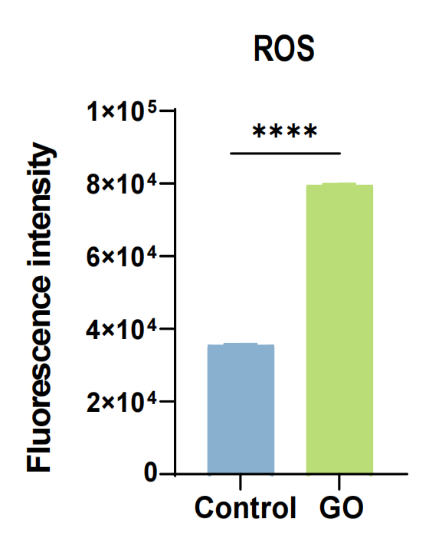 ROS
Fluorescence intensity
1×10⁵
8×10⁴
6×10⁴
4×10⁴
2×10⁴
0
****
Control GO